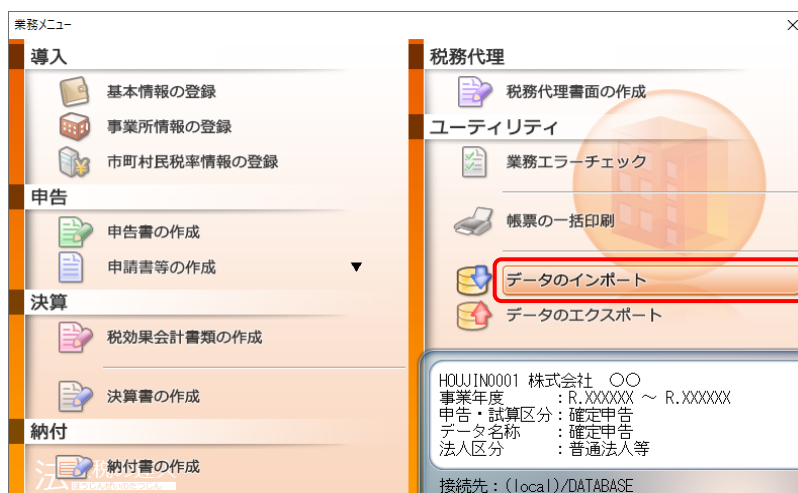 業務メニュー
導入
基本情報の登録
事業所情報の登録
市町村民税率情報の登録
申告
申告書の作成
申請書等の作成 ▼
決算
税効果会計書類の作成
決算書の作成
納付
納付書の作成
税務代理
税務代理書面の作成
ユーティリティ
業務エラーチェック
帳票の一括印刷
データのインポート
データのエクスポート
HOUJIN0001 株式会社 〇〇
事業年度 :R.XXXXXX ～ R.XXXXXX
申告・試算区分:確定申告
データ名称 :確定申告
法人区分 :普通法人等
接続先:(local)/DATABASE